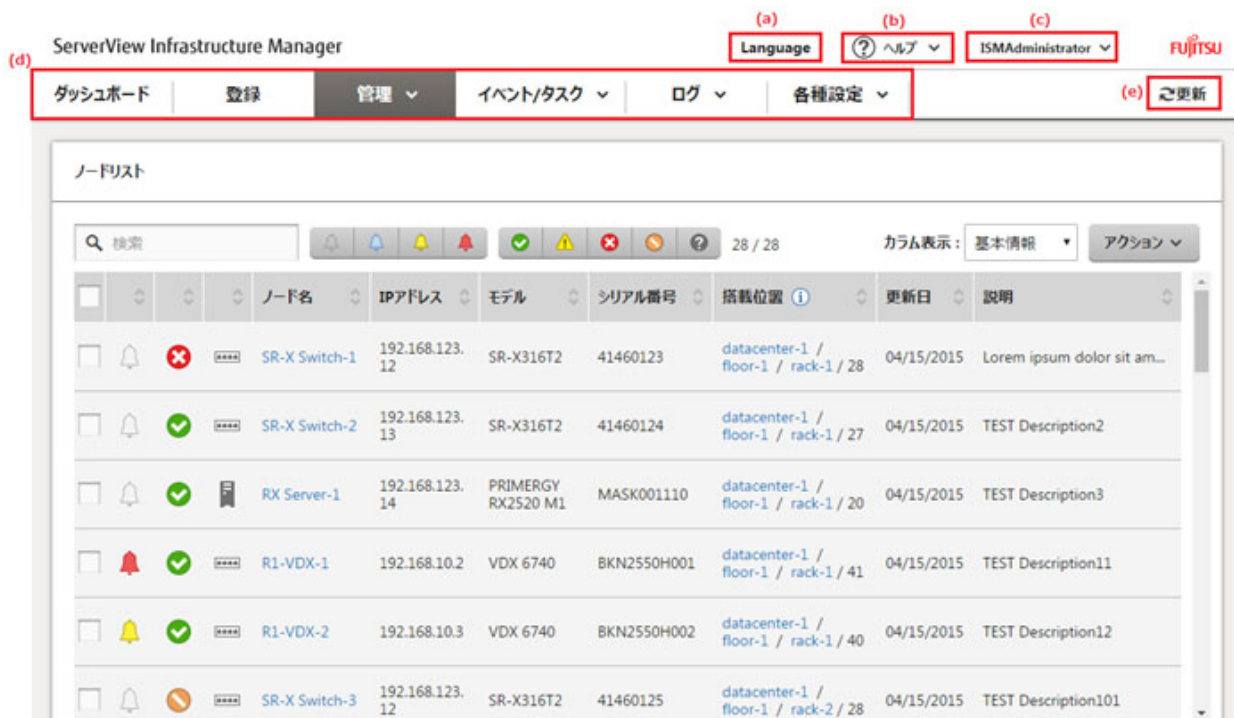 (a) (b) (c)
ServerView Infrastructure Manager Language ヘルプ ISMAdministrator FUJITSU
(d)
ダッシュボード 登録 管理 イベント/タスク ログ 各種設定 (e) 更新
ノードリスト
検索 28 / 28 カラム表示 : 基本情報 アクション
ノード名 IPアドレス モデル シリアル番号 搭載位置 更新日 説明
SR-X Switch-1 192.168.123.12 SR-X316T2 41460123 datacenter-1 / floor-1 / rack-1 / 28 04/15/2015 Lorem ipsum dolor sit am...
SR-X Switch-2 192.168.123.13 SR-X316T2 41460124 datacenter-1 / floor-1 / rack-1 / 27 04/15/2015 TEST Description2
RX Server-1 192.168.123.14 PRIMERGY RX2520 M1 MASK001110 datacenter-1 / floor-1 / rack-1 / 20 04/15/2015 TEST Description3
R1-VDX-1 192.168.10.2 VDX 6740 BKN2550H001 datacenter-1 / floor-1 / rack-1 / 41 04/15/2015 TEST Description11
R1-VDX-2 192.168.10.3 VDX 6740 BKN2550H002 datacenter-1 / floor-1 / rack-1 / 40 04/15/2015 TEST Description12
SR-X Switch-3 192.168.123.12 SR-X316T2 41460125 datacenter-1 / floor-1 / rack-2 / 28 04/15/2015 TEST Description101